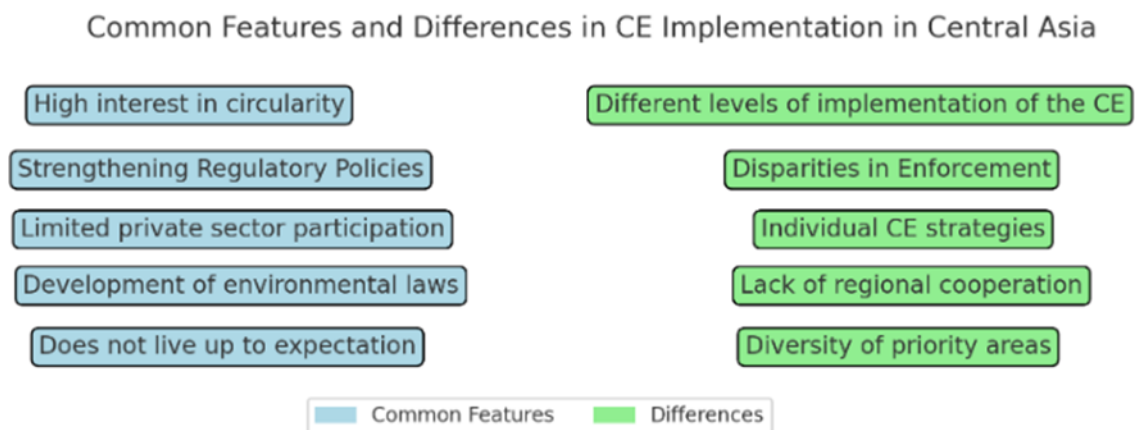 Common Features and Differences in CE Implementation in Central Asia
High interest in circularity
Different levels of implementation of the CE
Strengthening Regulatory Policies
Disparities in Enforcement
Limited private sector participation
Individual CE strategies
Development of environmental laws
Lack of regional cooperation
Does not live up to expectation
Diversity of priority areas
Common Features
Differences